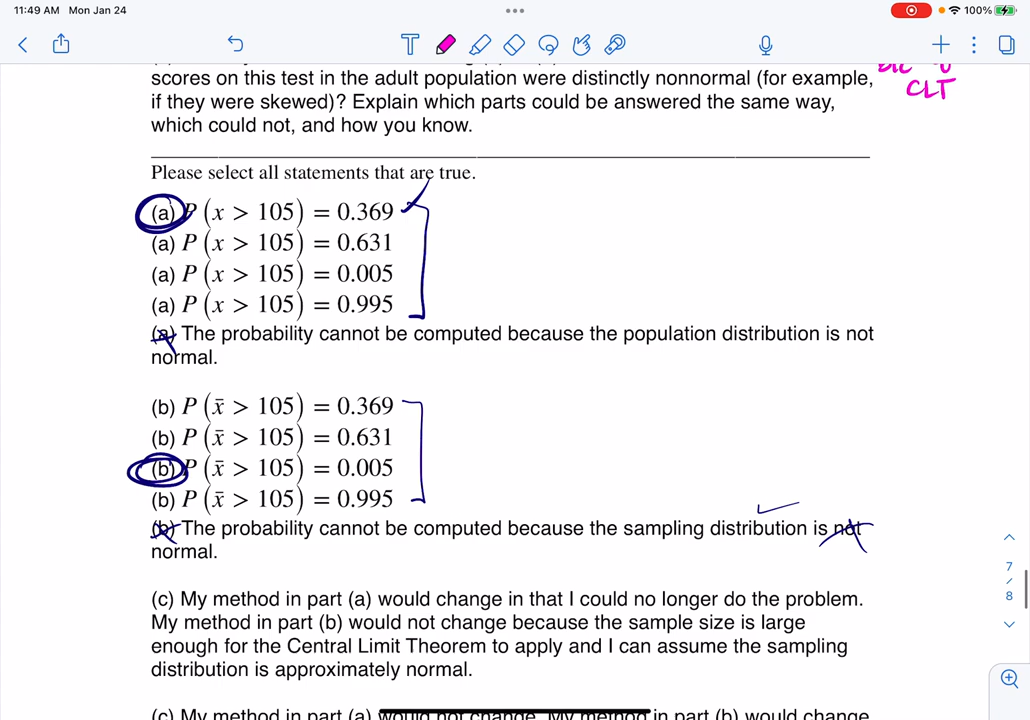 11:49 AM Mon Jan 24
100%
CLT
scores on this test in the adult population were distinctly nonnormal (for example,
if they were skewed)? Explain which parts could be answered the same way,
which could not, and how you know.
Please select all statements that are true.
(a) P (x > 105) = 0.369
(a) P (x > 105) = 0.631
(a) P (x > 105) = 0.005
(a) P (x > 105) = 0.995
(a) The probability cannot be computed because the population distribution is not
normal.
(b) P (x̄ > 105) = 0.369
(b) P (x̄ > 105) = 0.631
(b) P (x̄ > 105) = 0.005
(b) P (x̄ > 105) = 0.995
(b) The probability cannot be computed because the sampling distribution is not
normal.
(c) My method in part (a) would change in that I could no longer do the problem.
My method in part (b) would not change because the sample size is large
enough for the Central Limit Theorem to apply and I can assume the sampling
distribution is approximately normal.
(c) My method in part (a) would not change. My method in part (b) would change
7
/
8